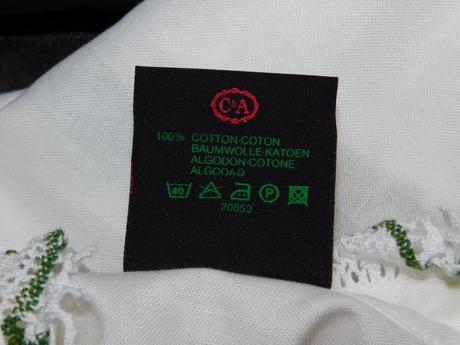 C&A
100% COTTON·COTON
BAUMWOLLE·KATOEN
ALGODON·COTONE
ALGODAO
40 P
20853